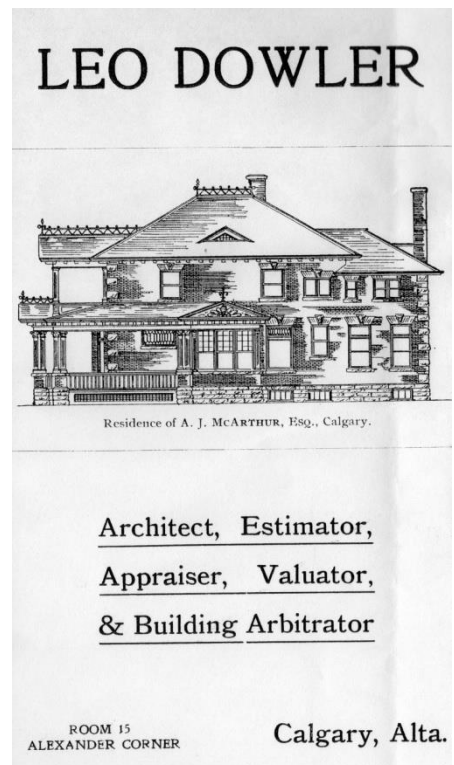 LEO DOWLER
Residence of A. J. MCARTHUR, ESQ., Calgary.
Architect, Estimator,
Appraiser, Valuator,
& Building Arbitrator
ROOM 15
ALEXANDER CORNER
Calgary, Alta.